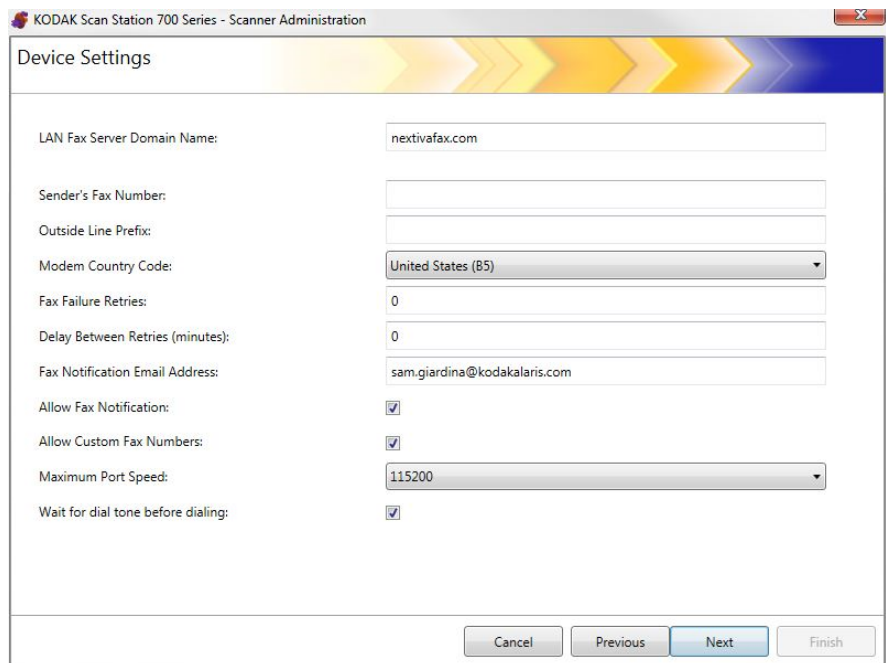 KODAK Scan Station 700 Series - Scanner Administration
Device Settings
LAN Fax Server Domain Name: nextivafax.com
Sender's Fax Number:
Outside Line Prefix:
Modem Country Code: United States (B5)
Fax Failure Retries: 0
Delay Between Retries (minutes): 0
Fax Notification Email Address: sam.giardina@kodakalaris.com
Allow Fax Notification:
Allow Custom Fax Numbers:
Maximum Port Speed: 115200
Wait for dial tone before dialing:
Cancel Previous Next Finish